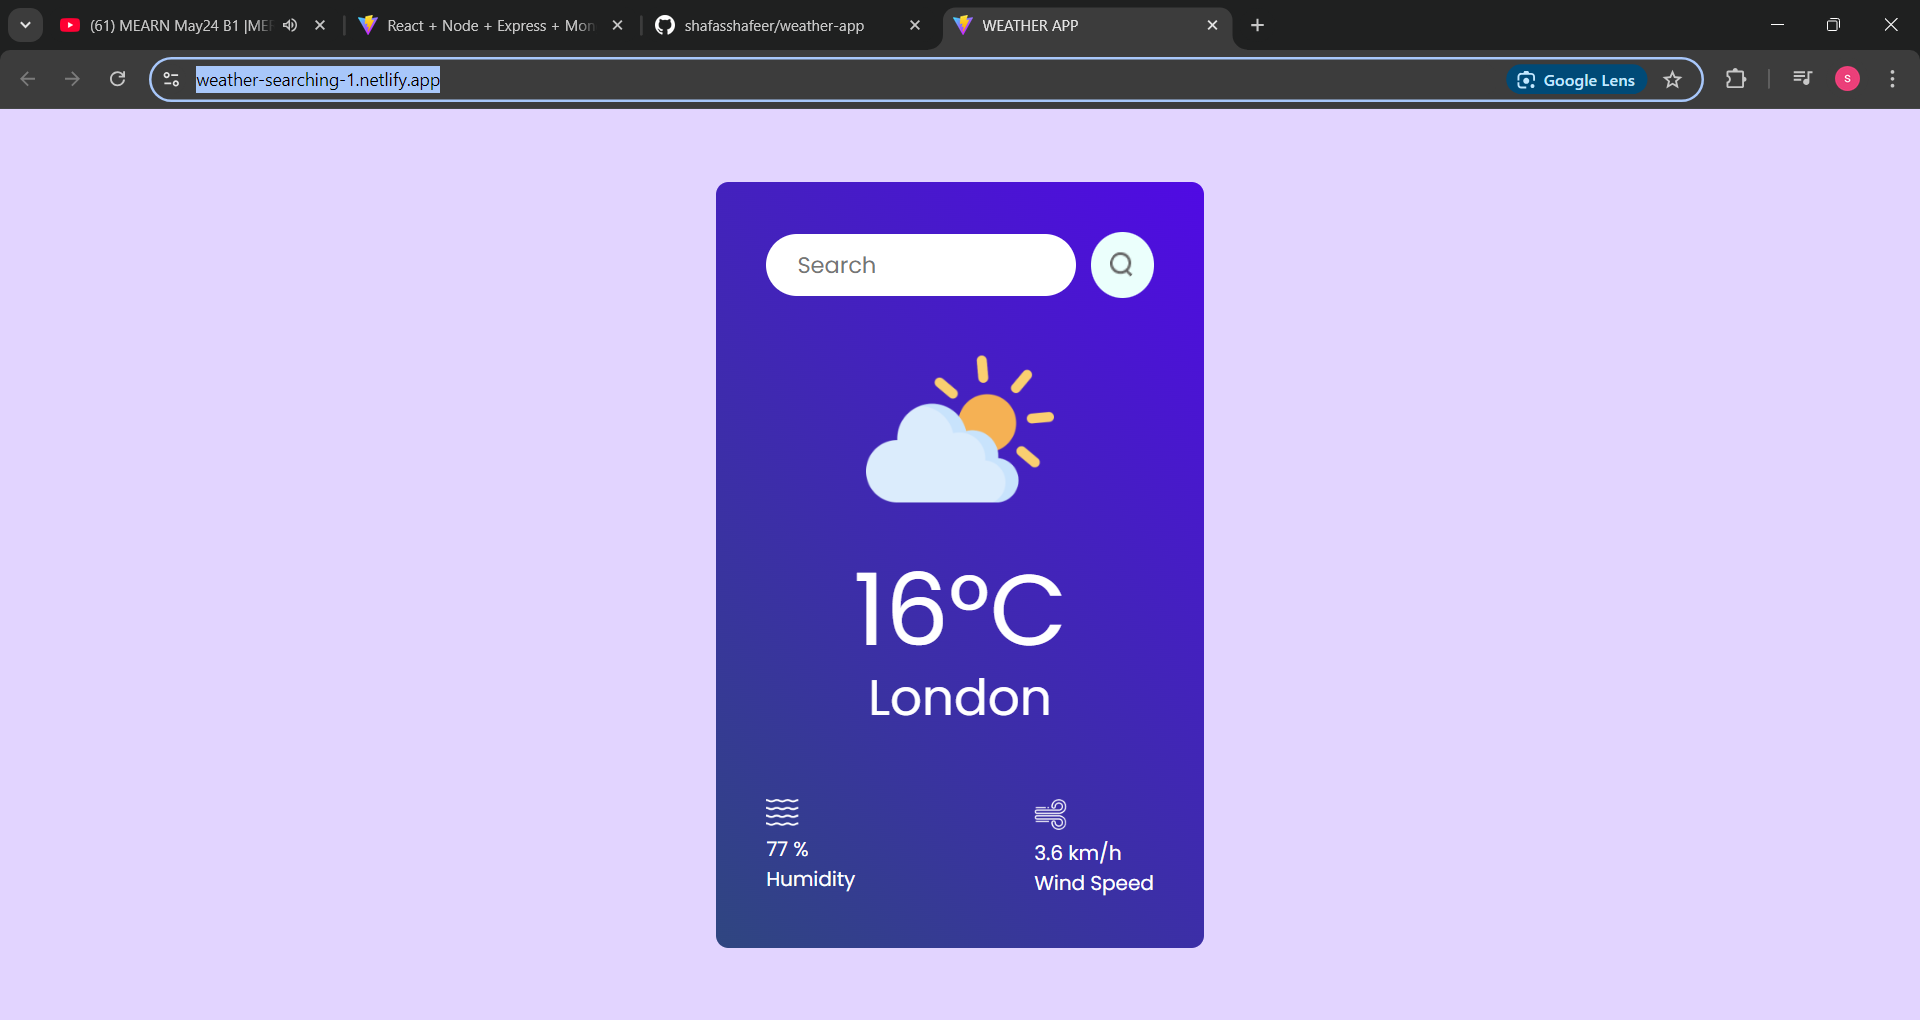 (61) MEARN May24 B1 |MEF
React + Node + Express + Mon
shafasshafeer/weather-app
WEATHER APP
weather-searching-1.netlify.app
Google Lens
S
Search
16°C
London
77 %
Humidity
3.6 km/h
Wind Speed